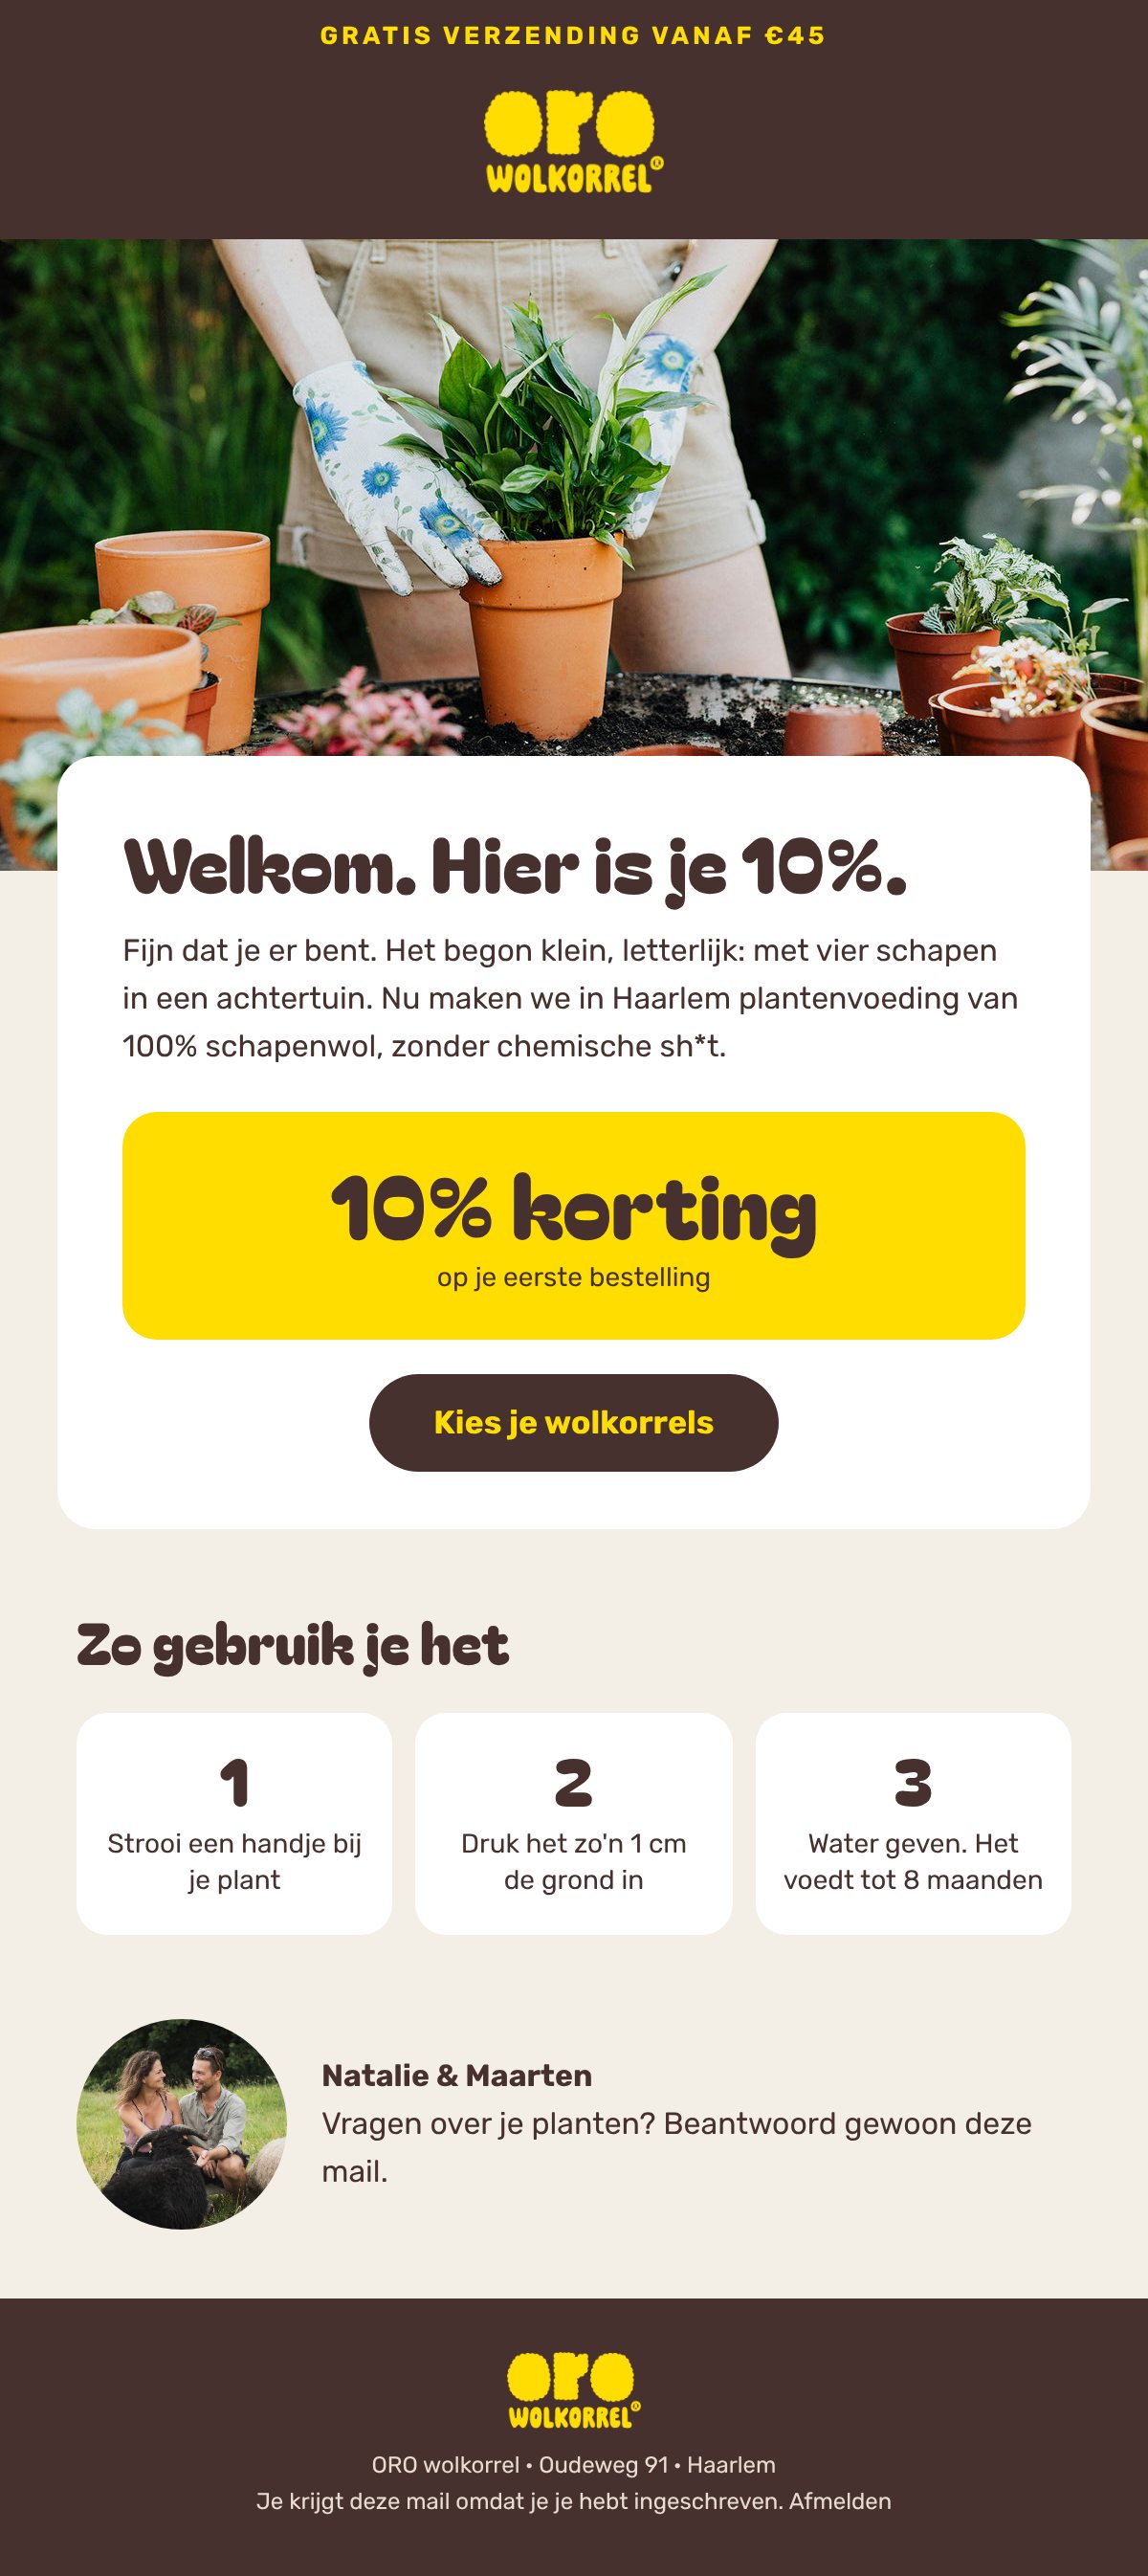 GRATIS VERZENDING VANAF €45
oro
WOLKORREL®
Welkom. Hier is je 10%.
Fijn dat je er bent. Het begon klein, letterlijk: met vier schapen
in een achtertuin. Nu maken we in Haarlem plantenvoeding van
100% schapenwol, zonder chemische sh*t.
10% korting
op je eerste bestelling
Kies je wolkorrels
Zo gebruik je het
1
Strooi een handje bij
je plant
2
Druk het zo'n 1 cm
de grond in
3
Water geven. Het
voedt tot 8 maanden
Natalie & Maarten
Vragen over je planten? Beantwoord gewoon deze
mail.
oro
WOLKORREL®
ORO wolkorrel • Oudeweg 91 • Haarlem
Je krijgt deze mail omdat je je hebt ingeschreven. Afmelden